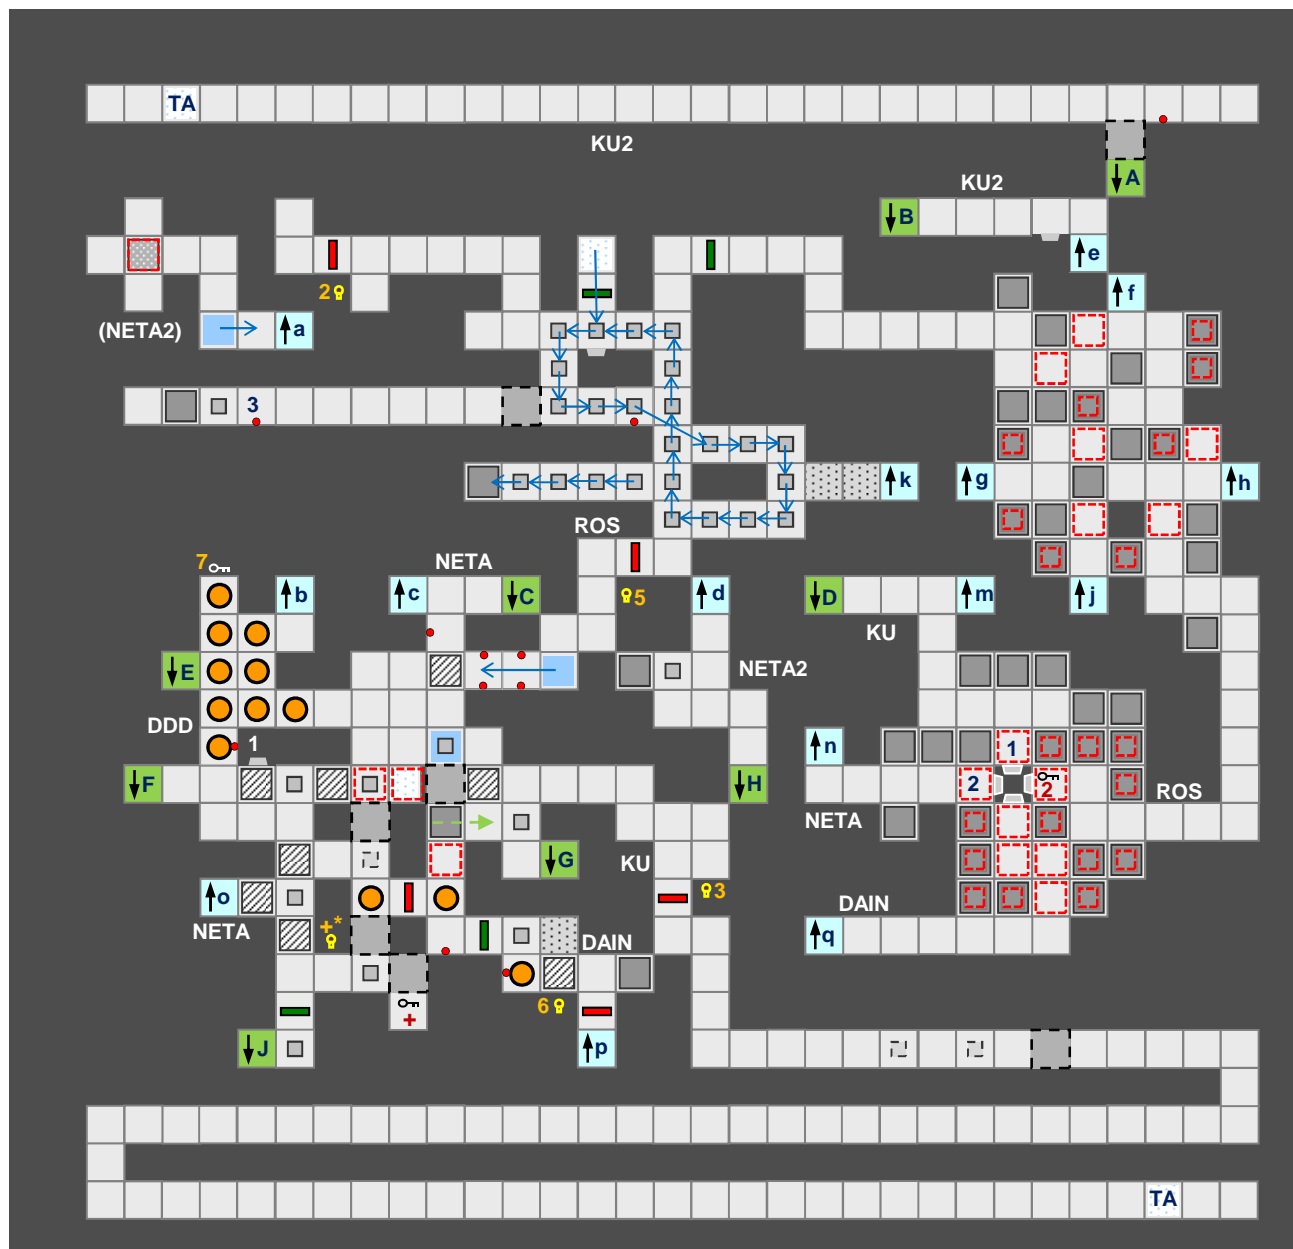 TA
KU2
A
KU2
B
e
2
f
(NETA2)
a
3
k
g
h
ROS
7
NETA
b
c
C
5
d
D
m
j
KU
E
NETA2
DDD
1
n
1
F
H
2
2
ROS
NETA
G
KU
o
3
DAIN
NETA
+*
q
DAIN
6
+
J
p
TA